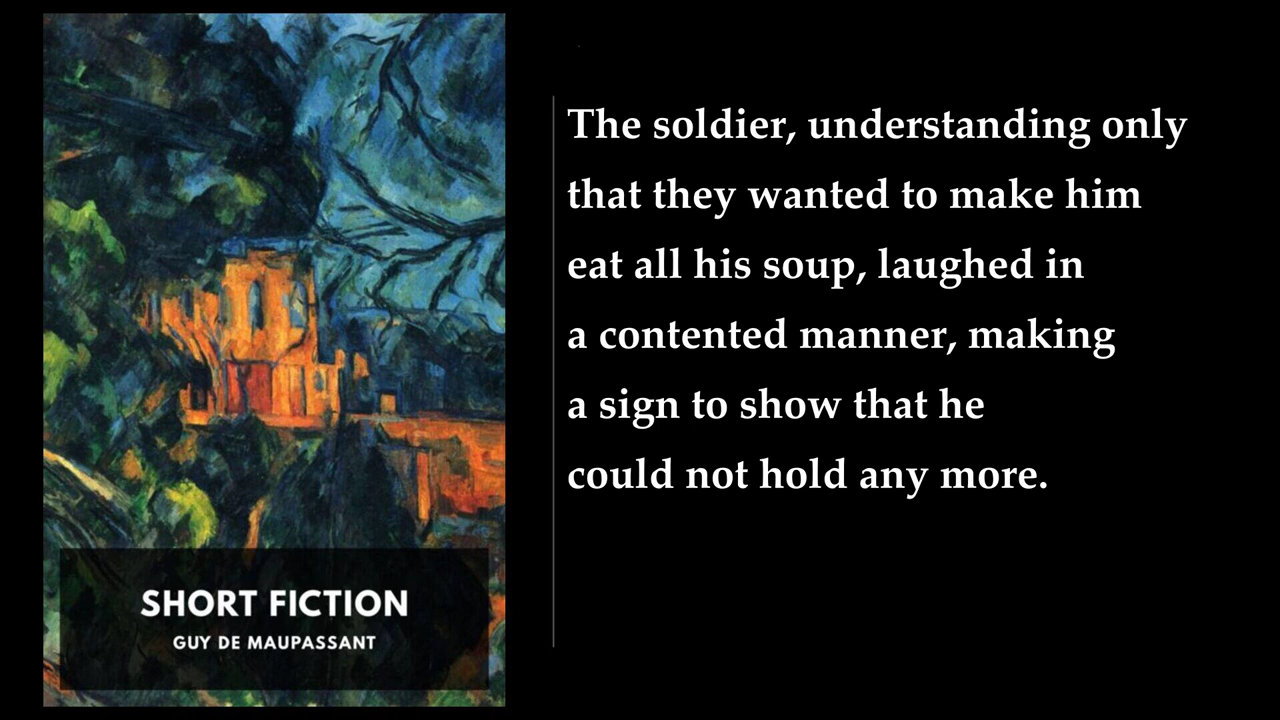 The soldier, understanding only
that they wanted to make him
eat all his soup, laughed in
a contented manner, making
a sign to show that he
could not hold any more.
SHORT FICTION
GUY DE MAUPASSANT